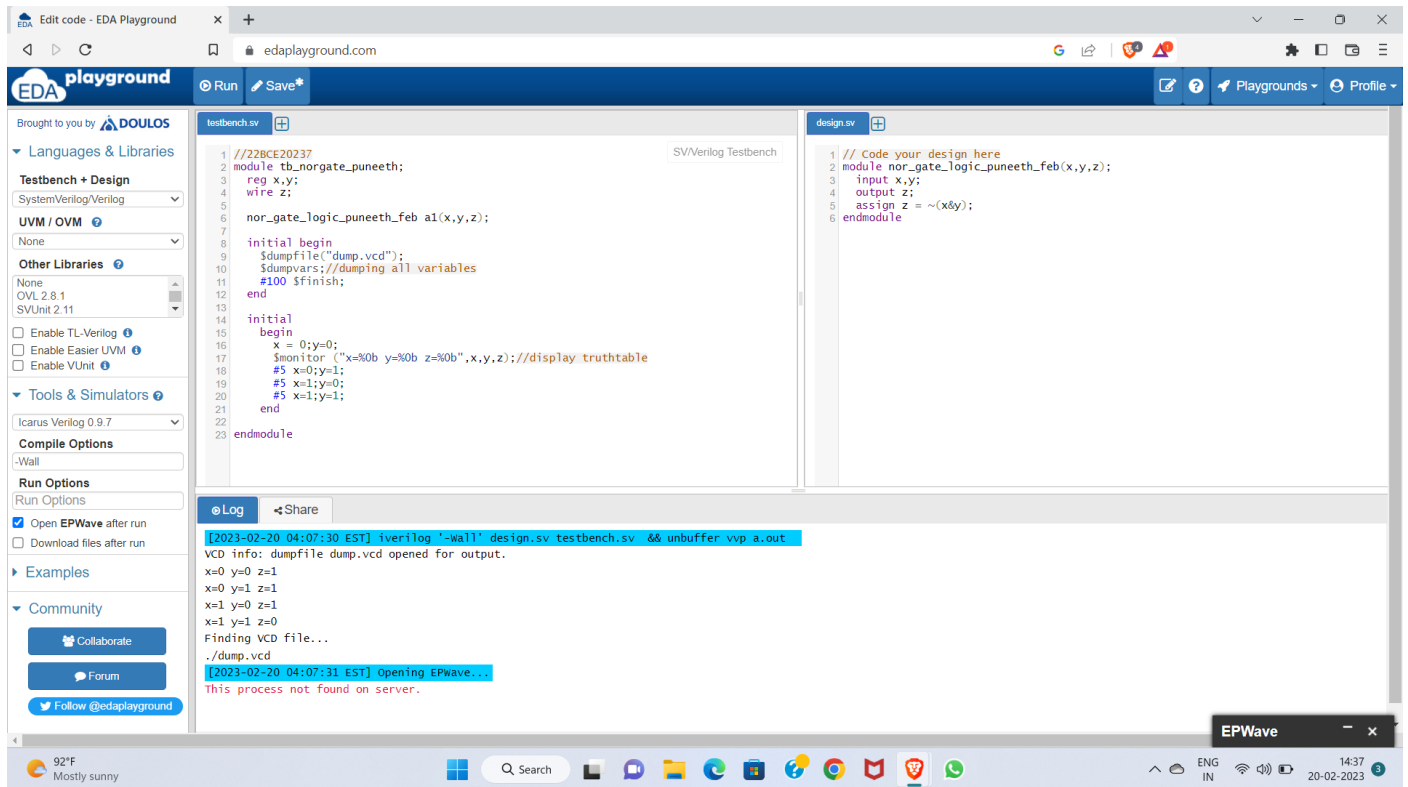 Edit code - EDA Playground
edaplayground.com
4
EDA playground
Run
Save*
Playgrounds
Profile
Brought to you by DOULOS
Languages & Libraries
Testbench + Design
SystemVerilog/Verilog
UVM / OVM
None
Other Libraries
None
OVL 2.8.1
SVUnit 2.11
Enable TL-Verilog
Enable Easier UVM
Enable VUnit
Tools & Simulators
Icarus Verilog 0.9.7
Compile Options
-Wall
Run Options
Run Options
Open EPWave after run
Download files after run
Examples
Community
Collaborate
Forum
Follow @edaplayground
testbench.sv
SV/Verilog Testbench
1 //22BCE20237
2 module tb_norgate_puneeth;
3 reg x,y;
4 wire z;
5
6 nor_gate_logic_puneeth_feb a1(x,y,z);
7
8 initial begin
9 $dumpfile("dump.vcd");
10 $dumpvars;//dumping all variables
11 #100 $finish;
12 end
13
14 initial
15 begin
16 x = 0;y=0;
17 $monitor ("x=%0b y=%0b z=%0b",x,y,z);//display truthtable
18 #5 x=0;y=1;
19 #5 x=1;y=0;
20 #5 x=1;y=1;
21 end
22
23 endmodule
design.sv
1 // Code your design here
2 module nor_gate_logic_puneeth_feb(x,y,z);
3 input x,y;
4 output z;
5 assign z = ~(x&y);
6 endmodule
Log
Share
[2023-02-20 04:07:30 EST] iverilog '-Wall' design.sv testbench.sv && unbuffer vvp a.out
VCD info: dumpfile dump.vcd opened for output.
x=0 y=0 z=1
x=0 y=1 z=1
x=1 y=0 z=1
x=1 y=1 z=0
Finding VCD file...
./dump.vcd
[2023-02-20 04:07:31 EST] Opening EPWave...
This process not found on server.
EPWave
92°F
Mostly sunny
Search
ENG
IN
14:37
20-02-2023
3